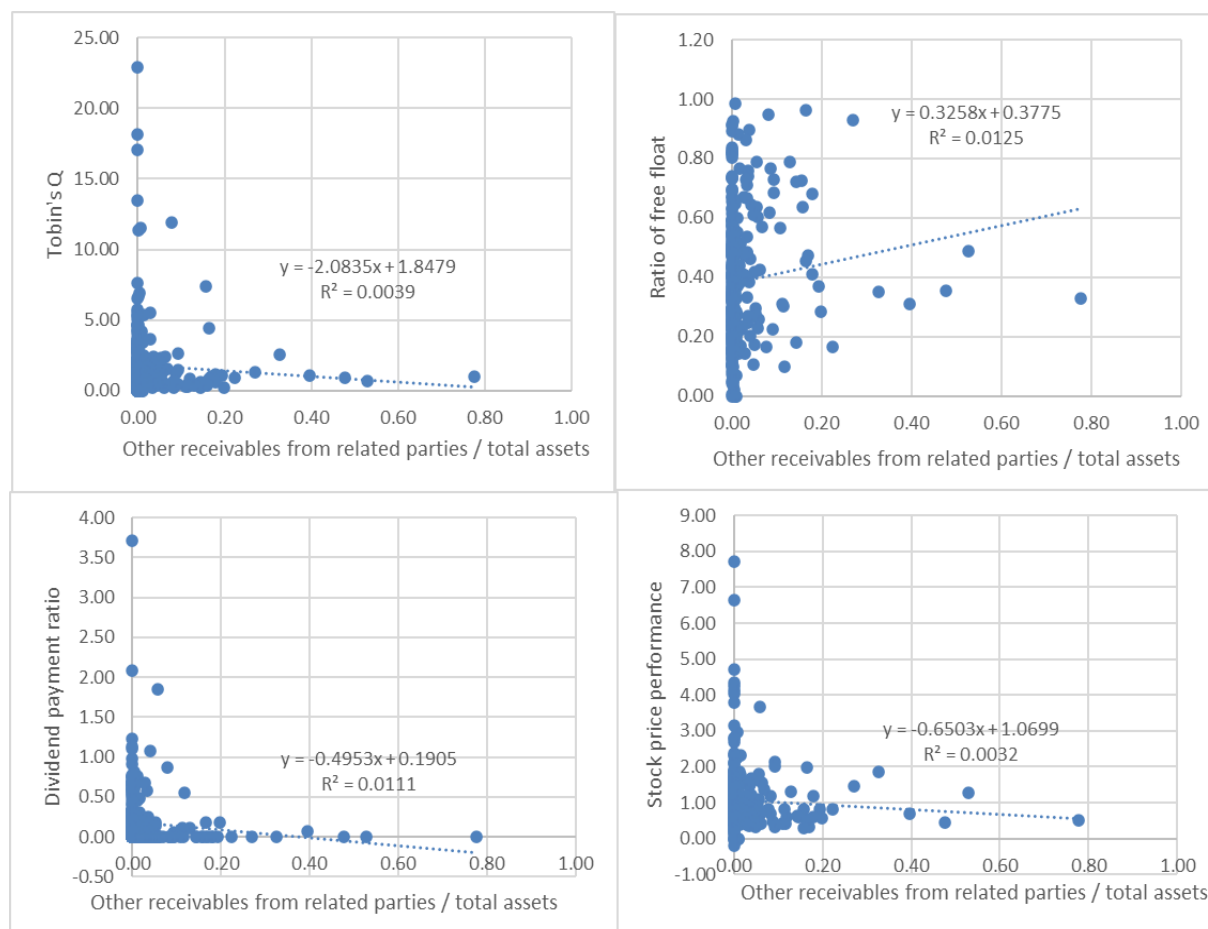 25.00
20.00
15.00
10.00
5.00
0.00
Tobin's Q
y = -2.0835x + 1.8479
R² = 0.0039
0.00 0.20 0.40 0.60 0.80 1.00
Other receivables from related parties / total assets
1.20
1.00
0.80
0.60
0.40
0.20
0.00
Ratio of free float
y = 0.3258x + 0.3775
R² = 0.0125
0.00 0.20 0.40 0.60 0.80 1.00
Other receivables from related parties / total assets
4.00
3.50
3.00
2.50
2.00
1.50
1.00
0.50
0.00
-0.50
Dividend payment ratio
y = -0.4953x + 0.1905
R² = 0.0111
0.00 0.20 0.40 0.60 0.80 1.00
Other receivables from related parties / total assets
9.00
8.00
7.00
6.00
5.00
4.00
3.00
2.00
1.00
0.00
-1.00
Stock price performance
y = -0.6503x + 1.0699
R² = 0.0032
0.00 0.20 0.40 0.60 0.80 1.00
Other receivables from related parties / total assets